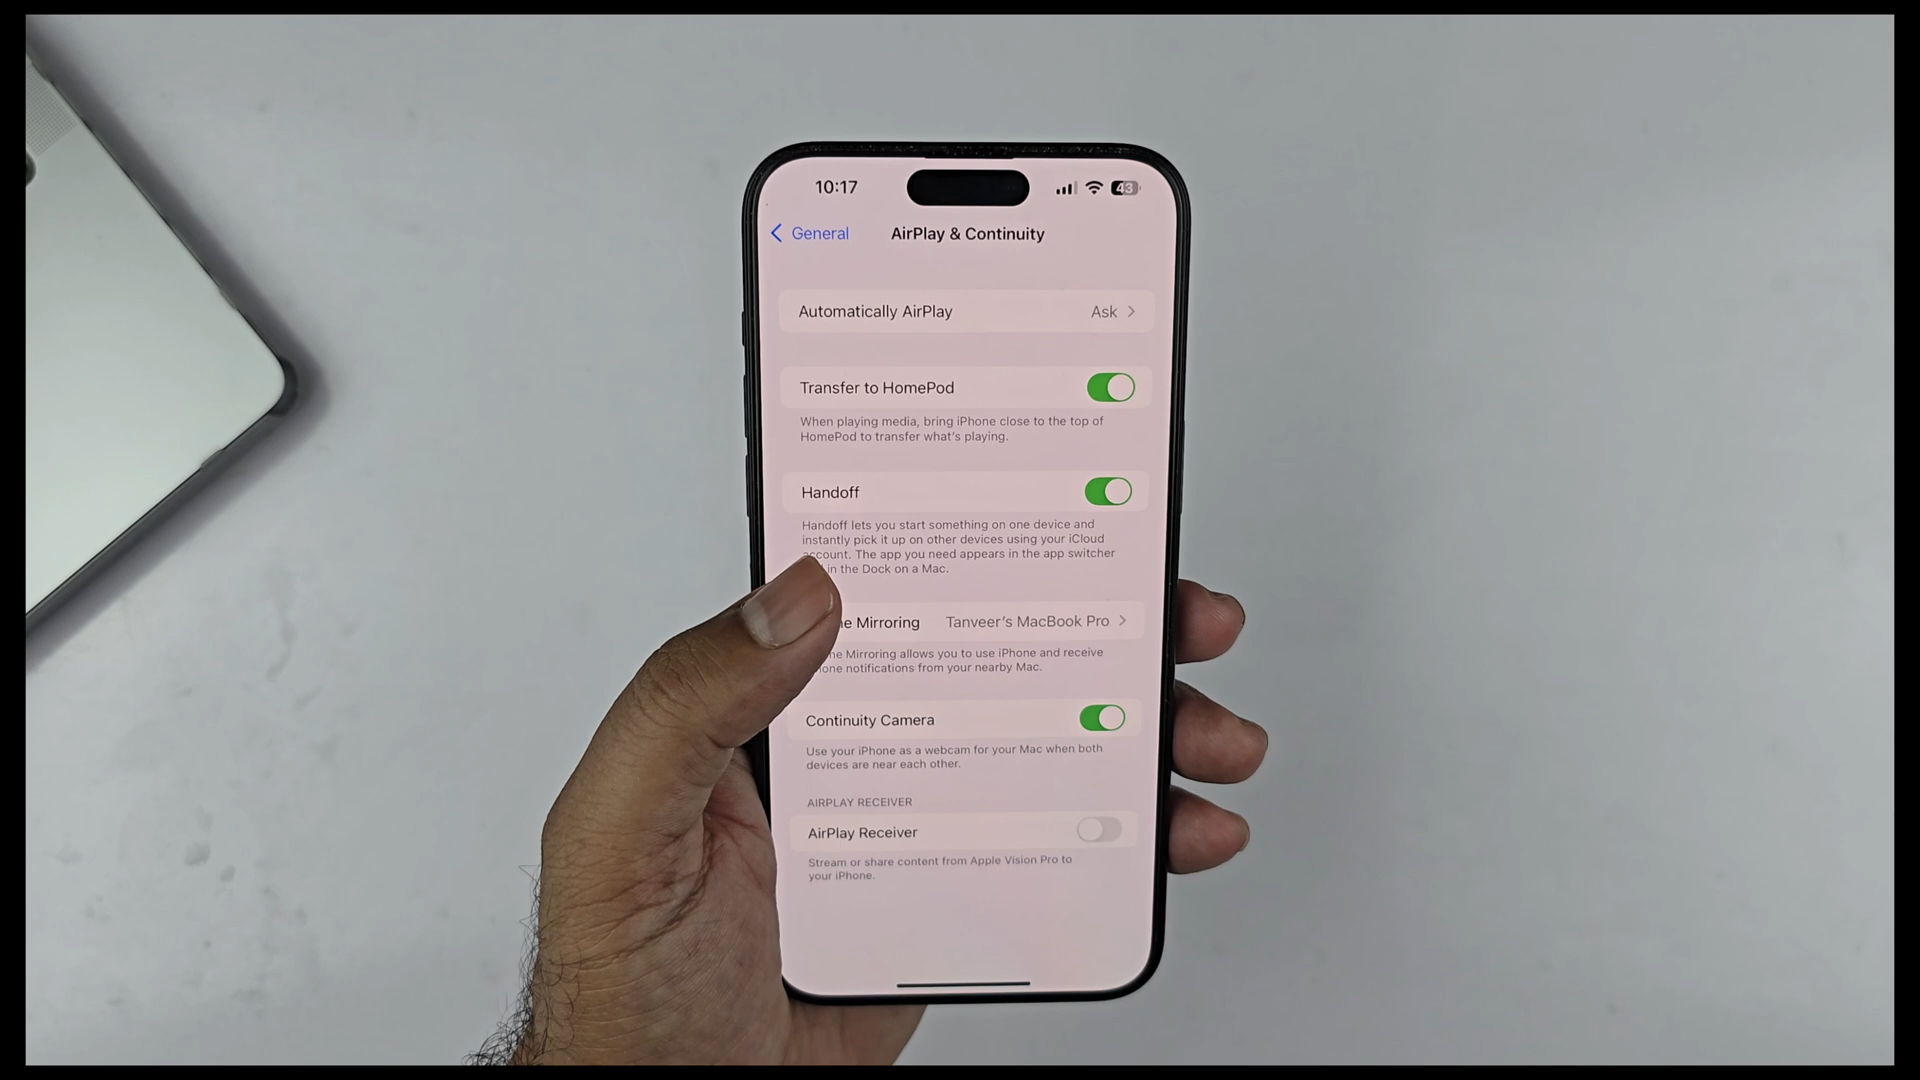 10:17
43
General
AirPlay & Continuity
Automatically AirPlay
Ask
Transfer to HomePod
When playing media, bring iPhone close to the top of
HomePod to transfer what's playing.
Handoff
Handoff lets you start something on one device and
instantly pick it up on other devices using your iCloud
account. The app you need appears in the app switcher
in the Dock on a Mac.
Mirroring
Tanveer's MacBook Pro
Mirroring allows you to use iPhone and receive
notifications from your nearby Mac.
Continuity Camera
Use your iPhone as a webcam for your Mac when both
devices are near each other.
AIRPLAY RECEIVER
AirPlay Receiver
Stream or share content from Apple Vision Pro to
your iPhone.